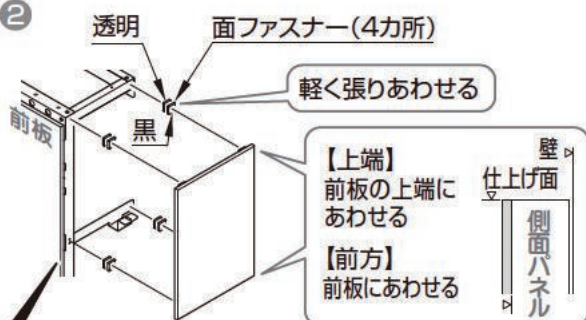 2
透明
面ファスナー(4カ所)
軽く張りあわせる
前板
黒
【上端】
前板の上端に
あわせる
【前方】
前板にあわせる
壁
仕上げ面
側面パネル